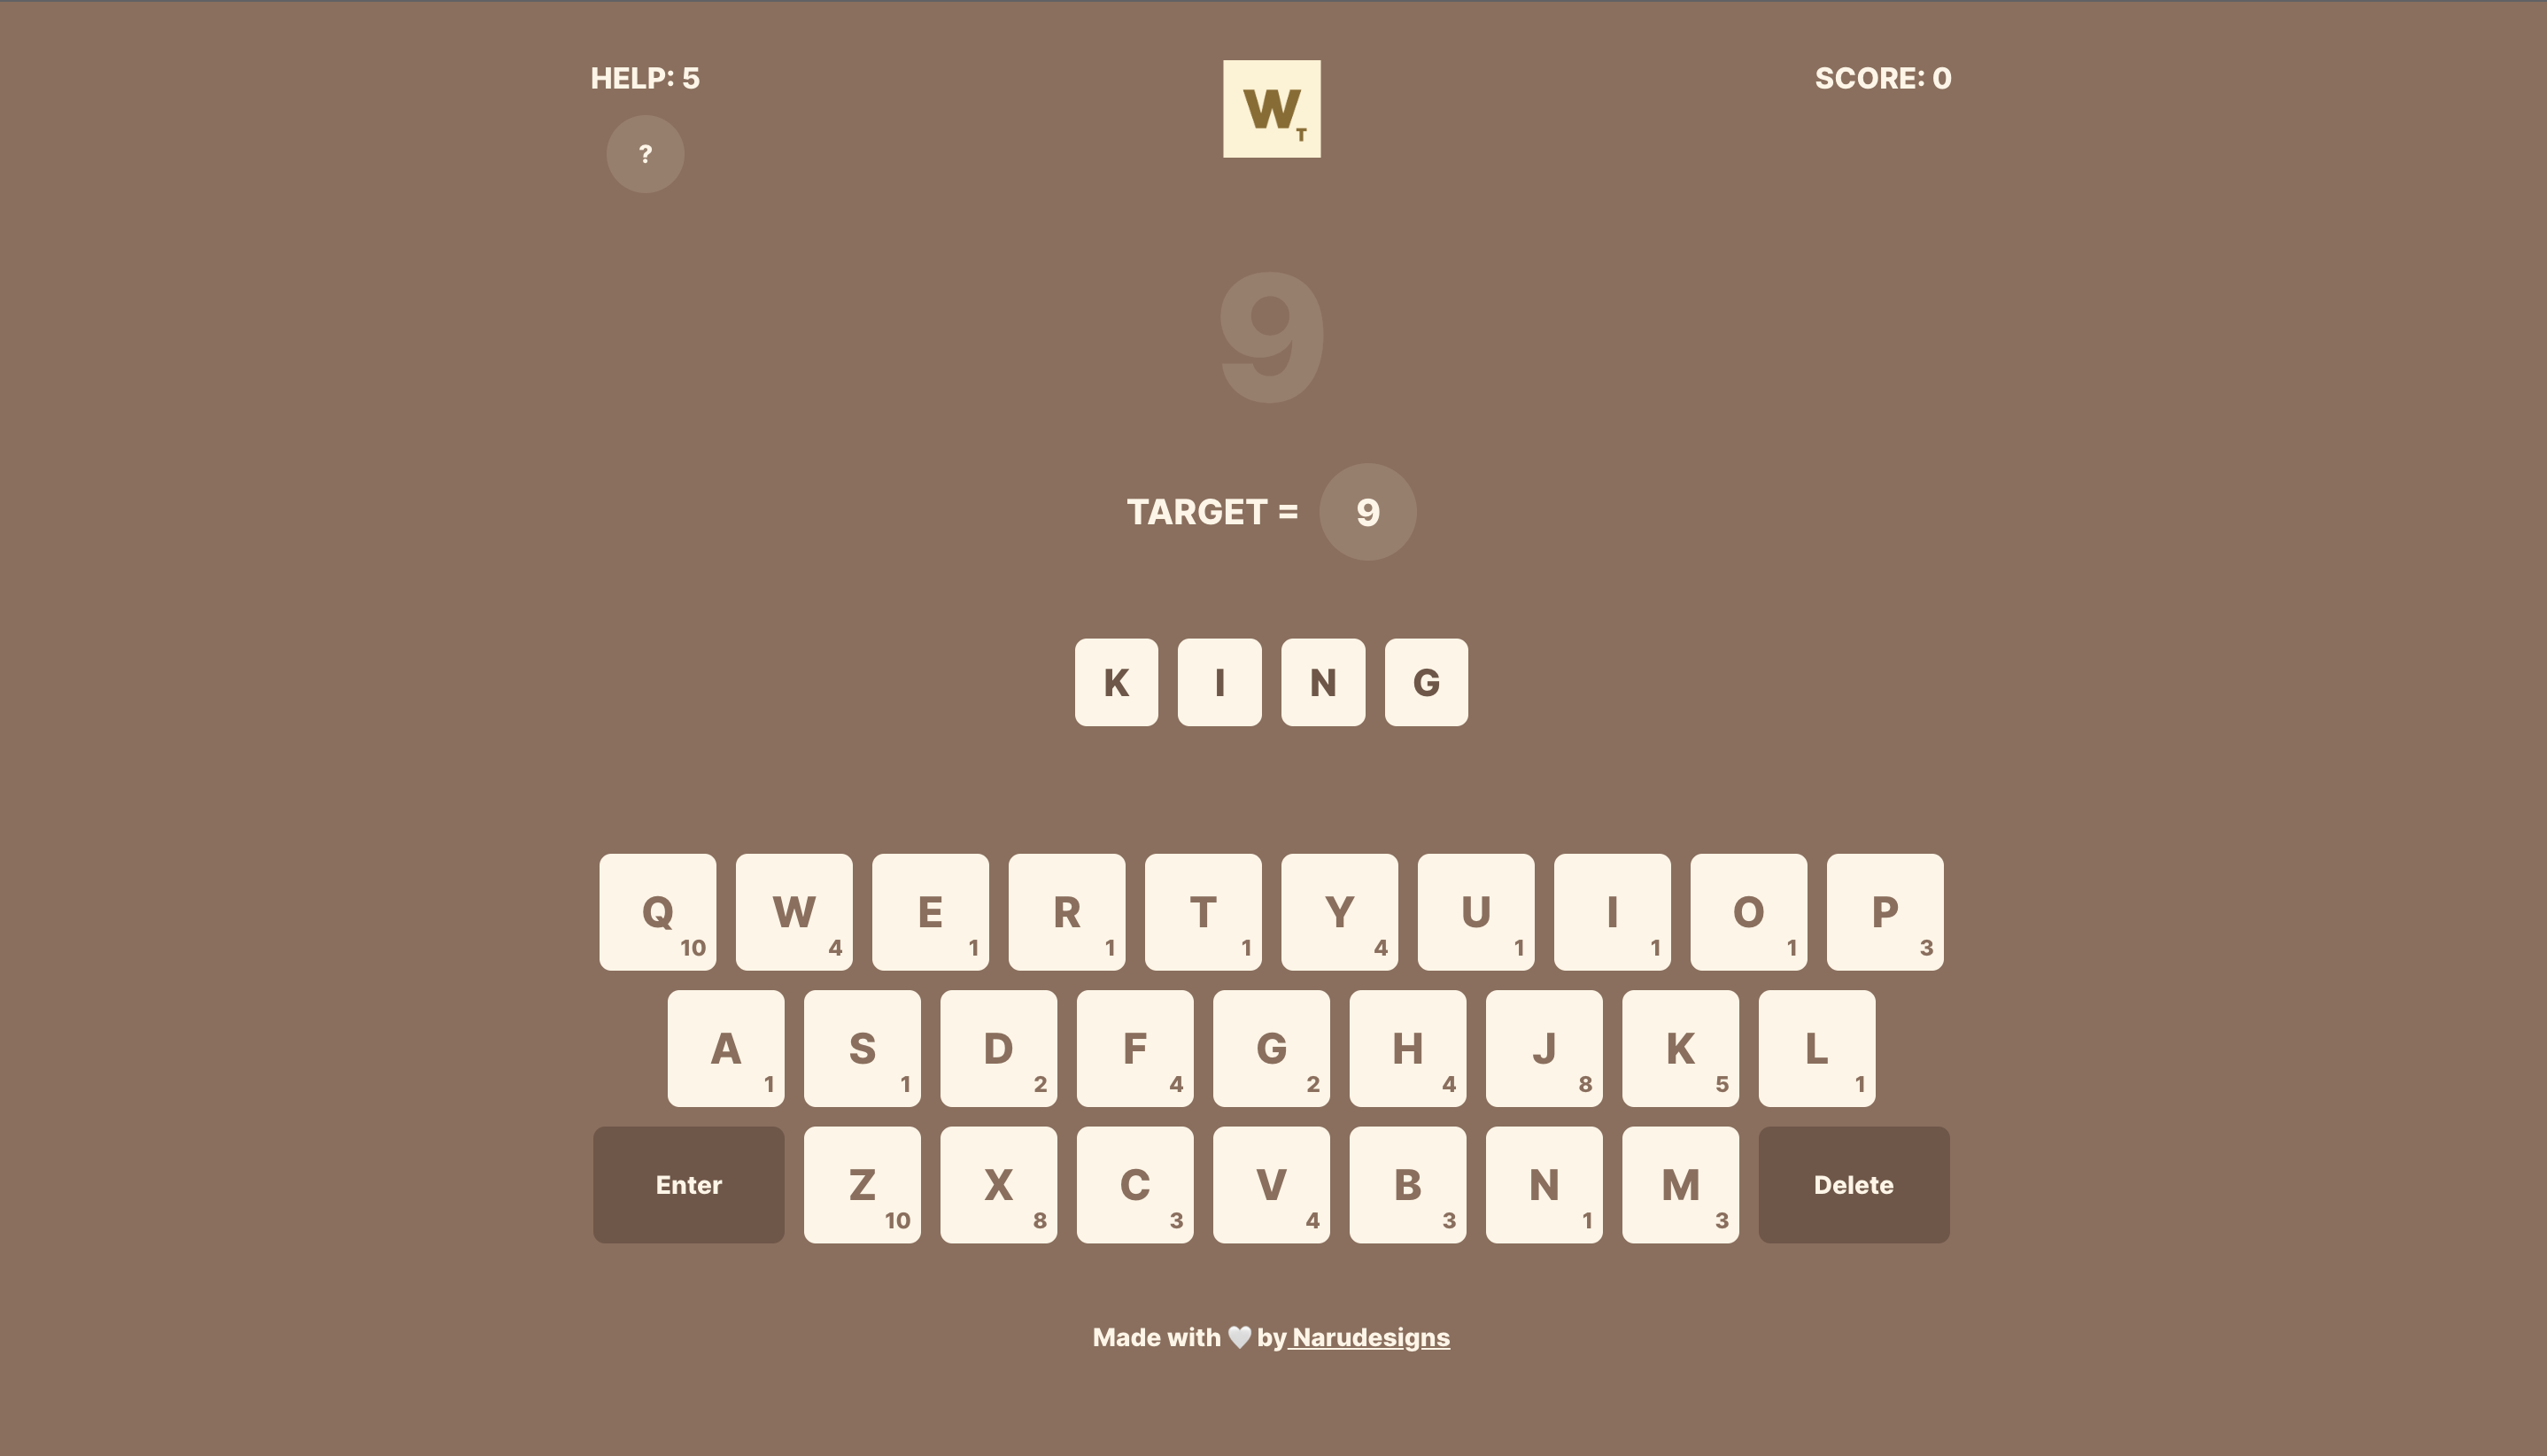 HELP: 5
?
W
T
SCORE: 0
9
TARGET = 9
K I N G
Q 10 W 4 E 1 R 1 T 1 Y 4 U 1 I 1 O 1 P 3
A 1 S 1 D 2 F 4 G 2 H 4 J 8 K 5 L 1
Enter Z 10 X 8 C 3 V 4 B 3 N 1 M 3 Delete
Made with 🤍 by Narudesigns